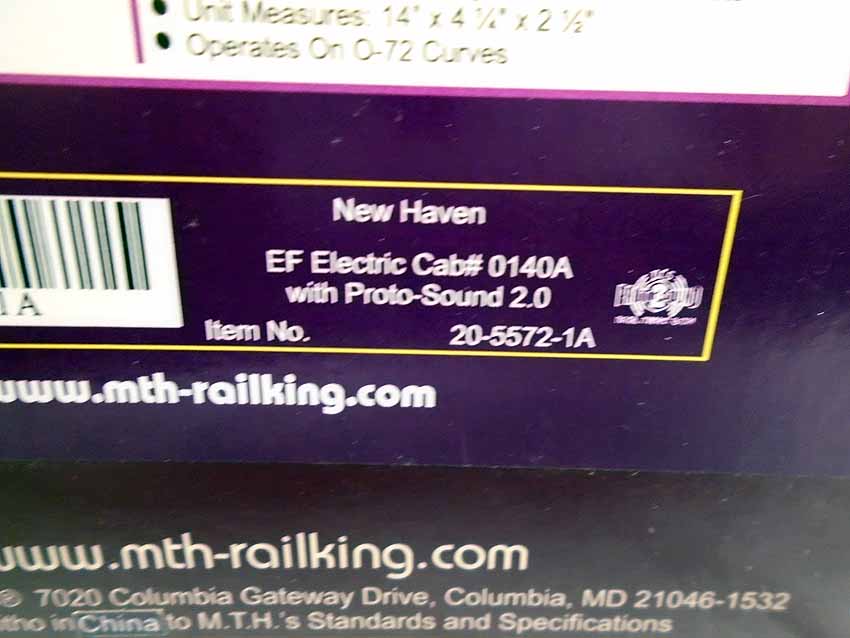 • Unit Measures: 14" x 4 ¼" x 2 ½"
• Operates On O-72 Curves
New Haven
EF Electric Cab# 0140A
with Proto-Sound 2.0
1A
Item No. 20-5572-1A
www.mth-railking.com
www.mth-railking.com
® 7020 Columbia Gateway Drive, Columbia, MD 21046-1532
in China to M.T.H.'s Standards and Specifications